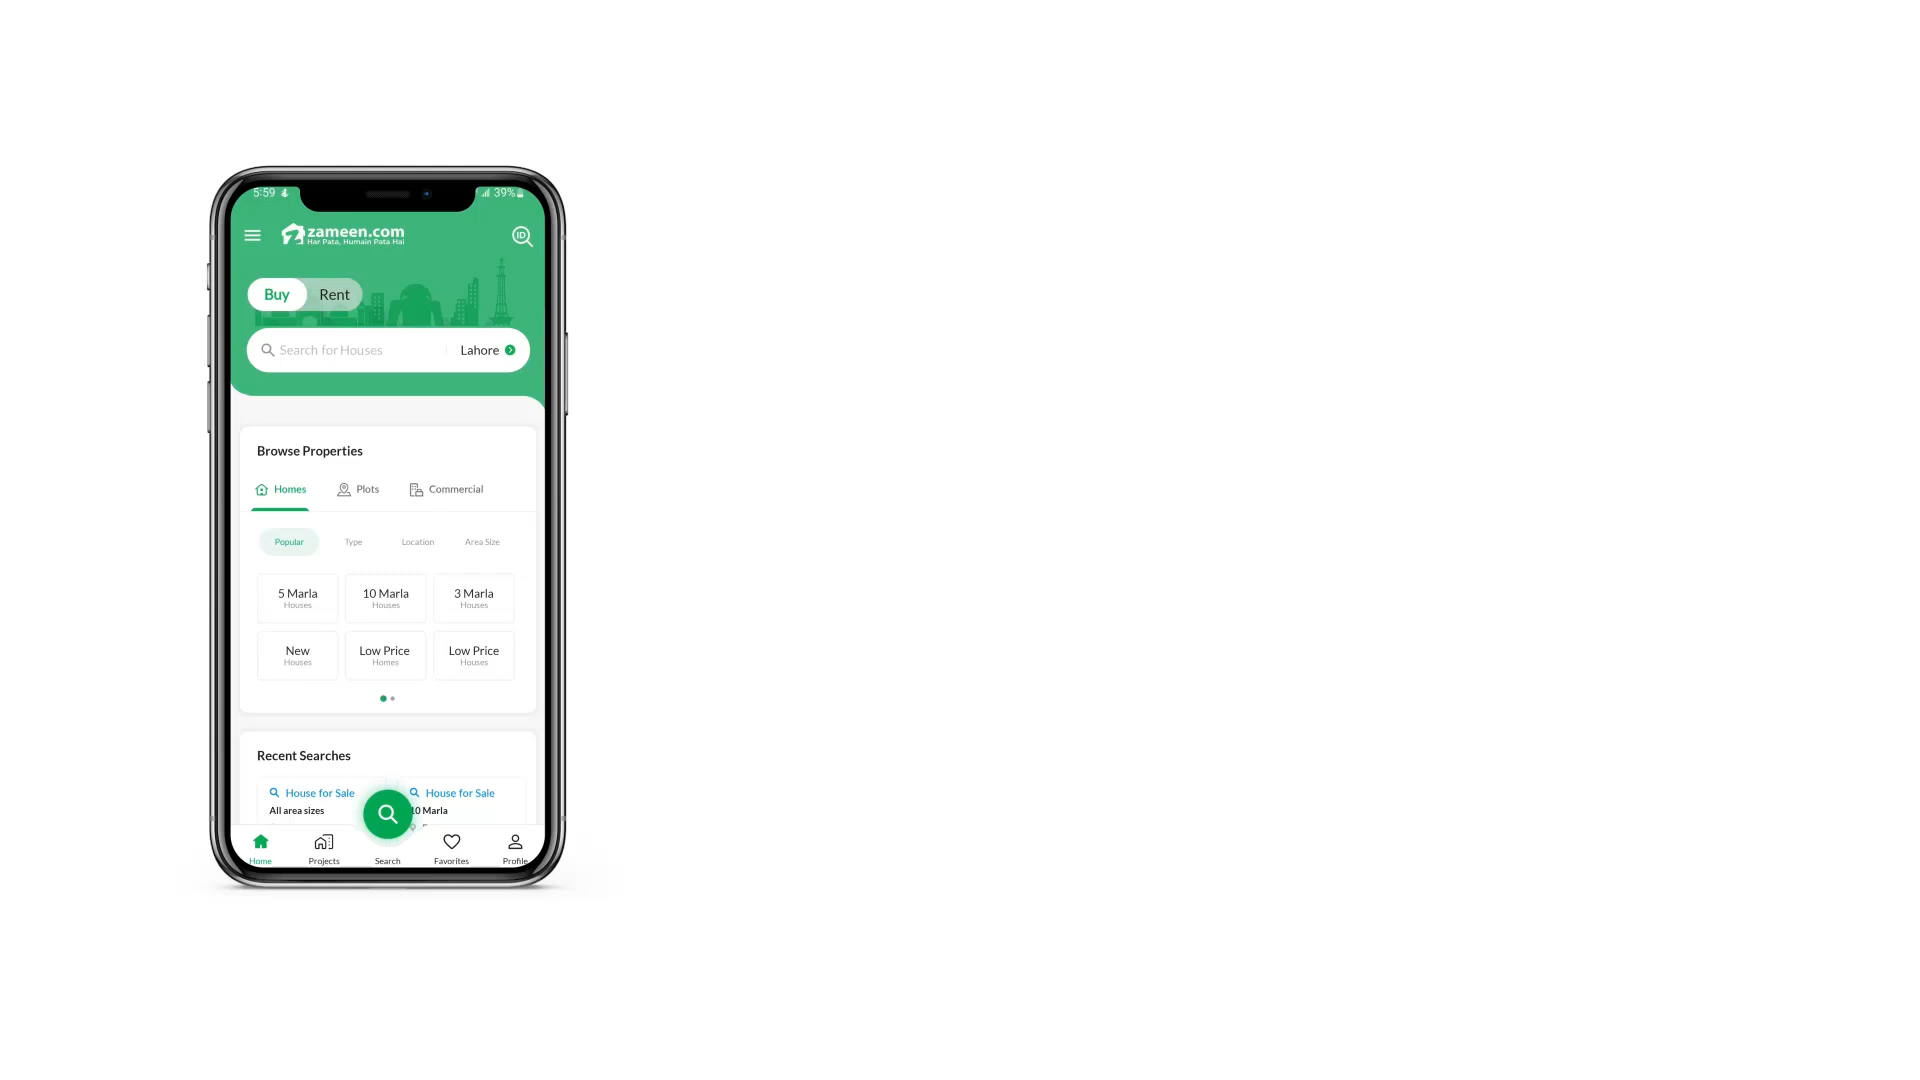 5:59
39%
zameen.com
Har Pata, Humain Pata Hai
ID
Buy
Rent
Search for Houses
Lahore
Browse Properties
Homes
Plots
Commercial
Popular
Type
Location
Area Size
5 Marla
Houses
10 Marla
Houses
3 Marla
Houses
New
Houses
Low Price
Homes
Low Price
Houses
Recent Searches
House for Sale
All area sizes
House for Sale
10 Marla
Home
Projects
Search
Favorites
Profile